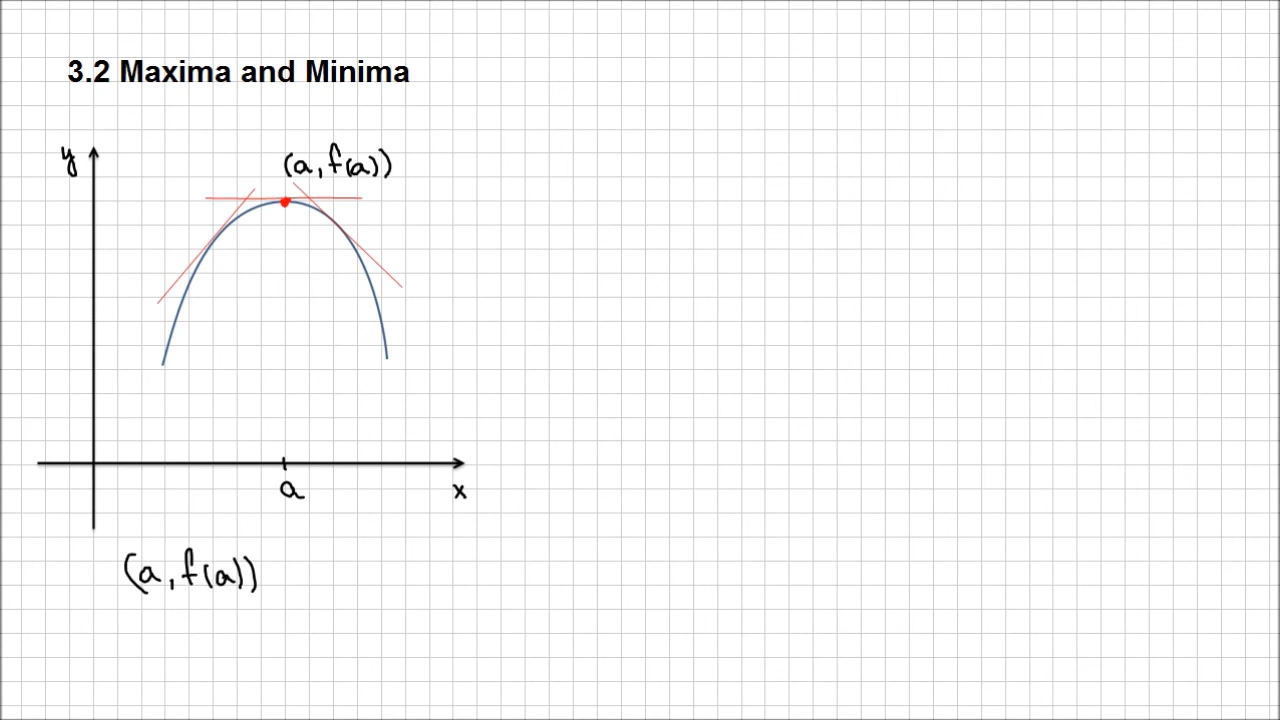 3.2 Maxima and Minima
y
(a, f(a))
a
x
(a, f(a))